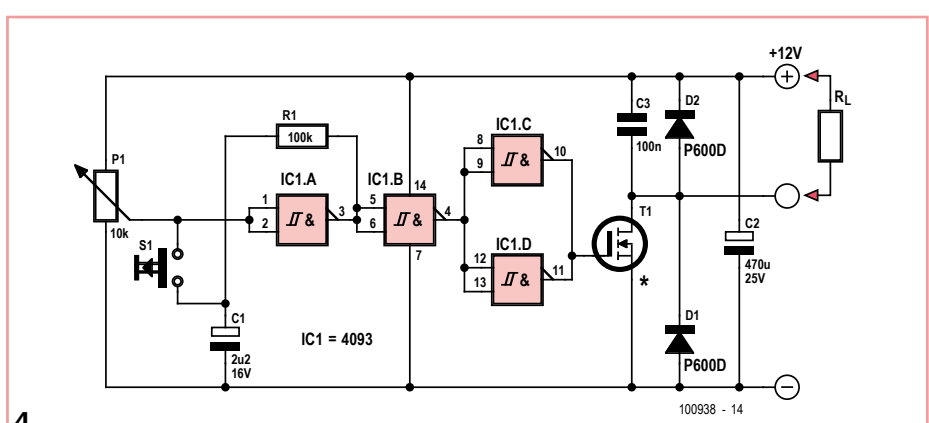 +12V
RL
P1
10k
R1
100k
IC1.A
1
2
3
IC1.B
5
6
14
4
7
IC1.C
8
9
10
IC1.D
12
13
11
C3
100n
D2
P600D
T1
*
C2
470u
25V
S1
C1
2u2
16V
IC1 = 4093
D1
P600D
&
&
&
&
+
−
100938 - 14